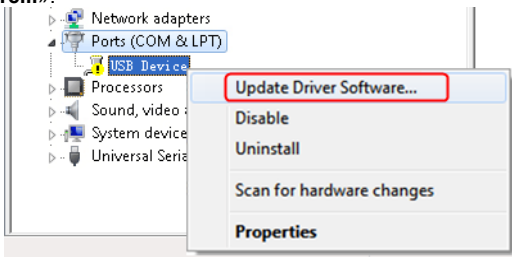 Network adapters
Ports (COM & LPT)
USB Device
Update Driver Software...
Processors
Disable
Sound, video
System device
Uninstall
Universal Seria
Scan for hardware changes
Properties